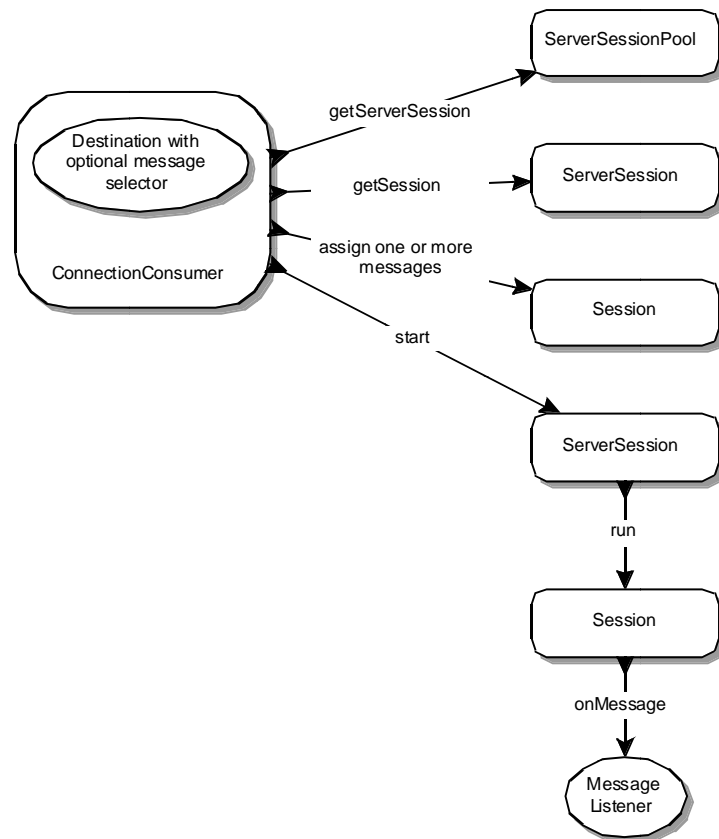 ServerSessionPool
getServerSession
Destination with
optional message
selector
getSession
ServerSession
assign one or more
messages
ConnectionConsumer
Session
start
ServerSession
run
Session
onMessage
Message
Listener